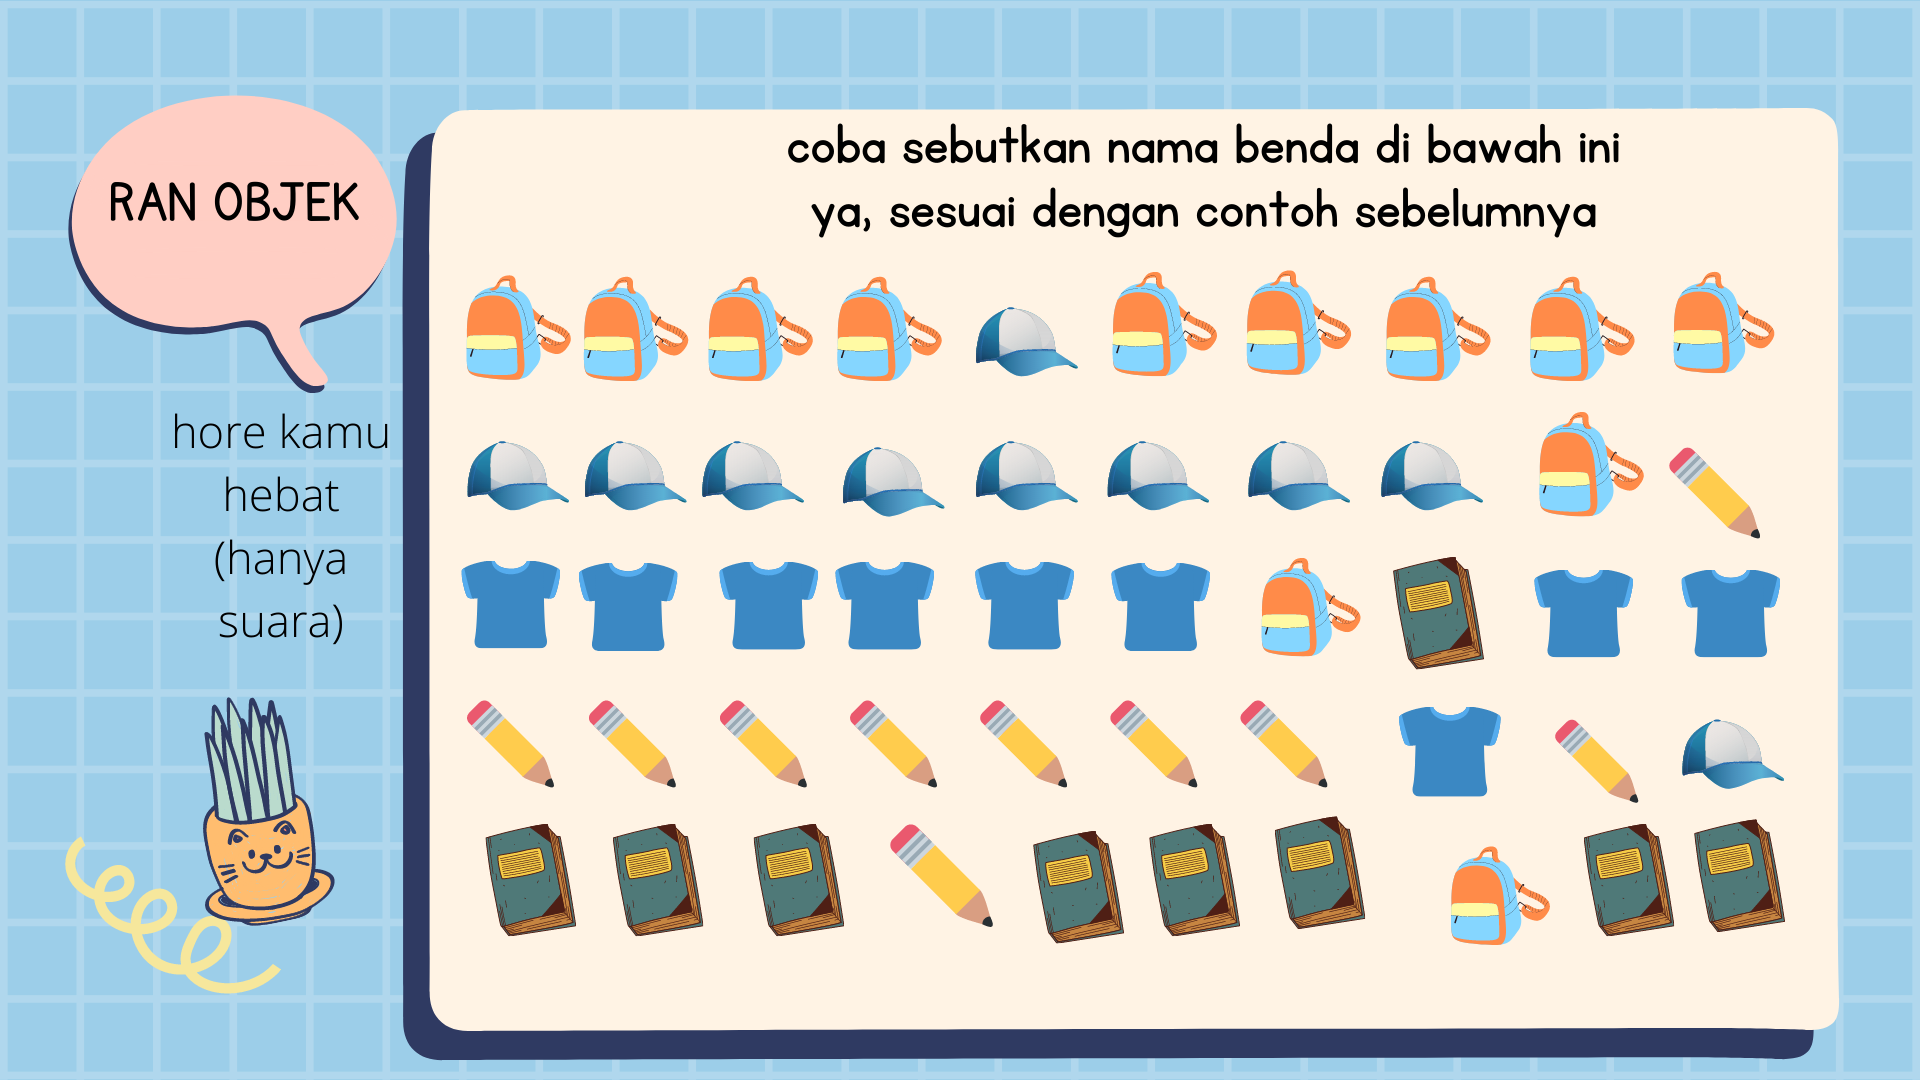 RAN OBJEK
hore kamu
hebat
(hanya
suara)
coba sebutkan nama benda di bawah ini
ya, sesuai dengan contoh sebelumnya